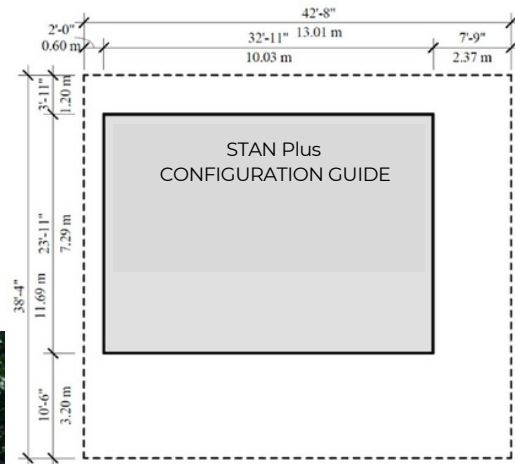 42'-8"
13.01 m
2'-0"
0.60 m
32'-11"
10.03 m
7'-9"
2.37 m
3'-11"
1.20 m
STAN Plus
CONFIGURATION GUIDE
23'-11"
7.29 m
38'-4"
11.69 m
10'-6"
3.20 m